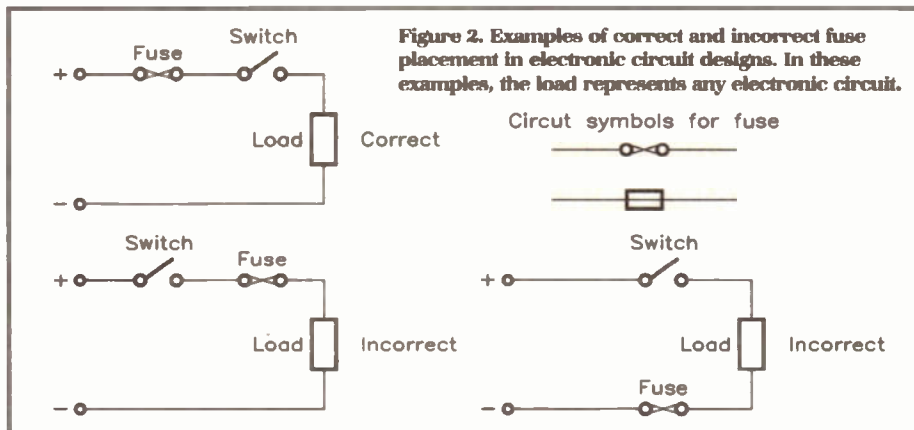 Figure 2. Examples of correct and incorrect fuse
placement in electronic circuit designs. In these
examples, the load represents any electronic circuit.
Fuse
Switch
+
Load
Correct
-
Circut symbols for fuse
Switch
Fuse
+
Load
Incorrect
-
Switch
+
Load
Incorrect
Fuse
-